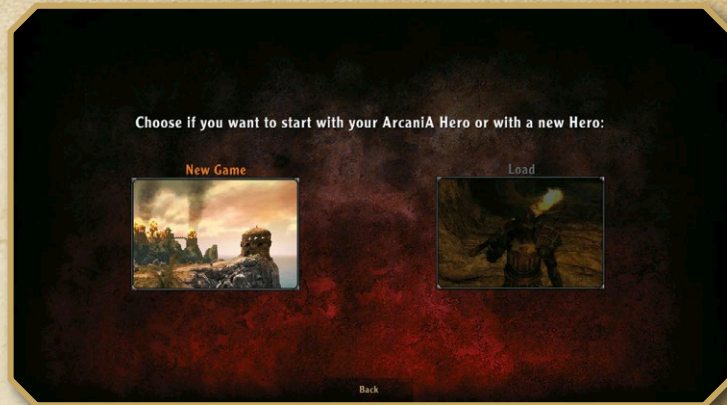 Choose if you want to start with your ArcaniA Hero or with a new Hero:
New Game
Load
Back